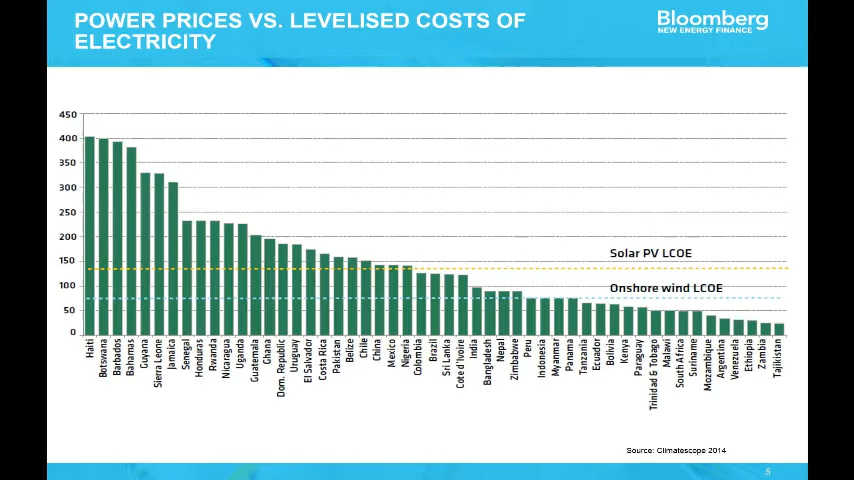 POWER PRICES VS. LEVELISED COSTS OF
ELECTRICITY
Bloomberg
NEW ENERGY FINANCE
450
400
350
300
250
200
150
100
50
0
Solar PV LCOE
Onshore wind LCOE
Haiti
Botswana
Barbados
Bahamas
Guyana
Sierra Leone
Jamaica
Senegal
Honduras
Rwanda
Nicaragua
Uganda
Guatemala
Ghana
Dom. Republic
Uruguay
El Salvador
Costa Rica
Pakistan
Belize
Chile
China
Mexico
Nigeria
Colombia
Brazil
Sri Lanka
Cote d'Ivoire
India
Bangladesh
Nepal
Zimbabwe
Peru
Indonesia
Myanmar
Panama
Tanzania
Ecuador
Bolivia
Kenya
Paraguay
Trinidad & Tobago
Malawi
South Africa
Suriname
Mozambique
Argentina
Venezuela
Ethiopia
Zambia
Tajikistan
Source: Climatescope 2014
5